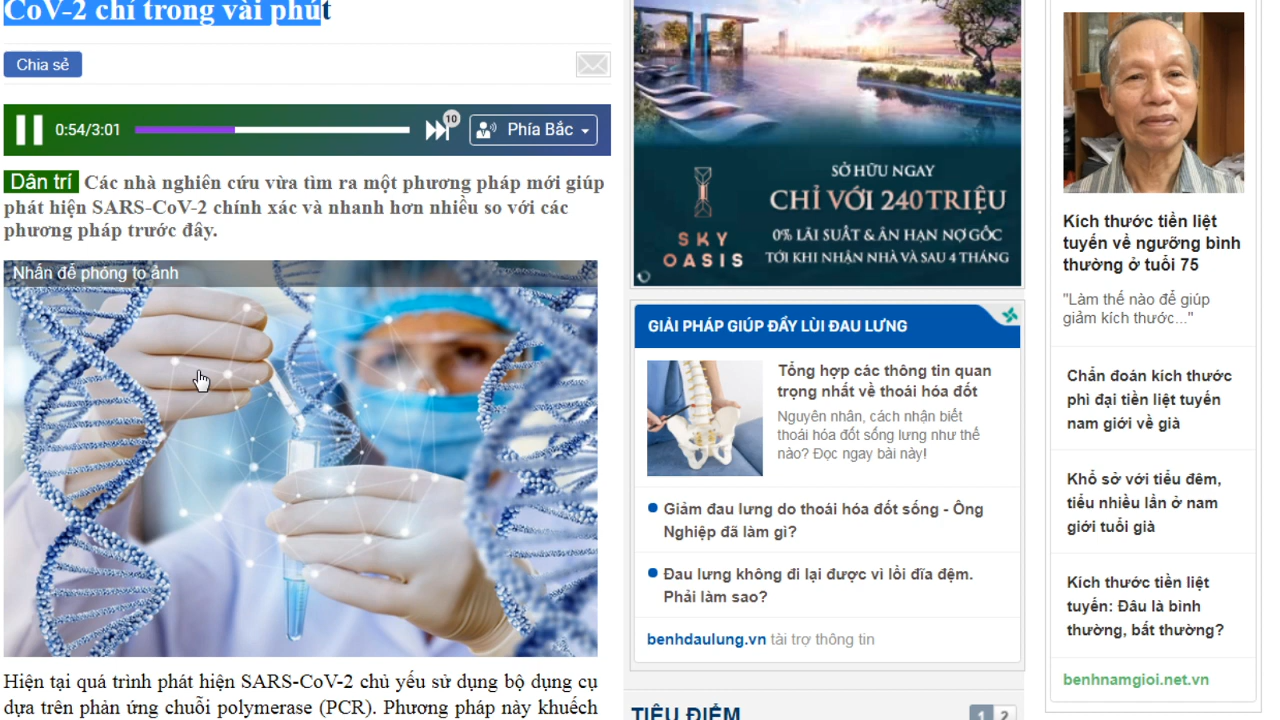 CoV-2 chỉ trong vài phút
Chia sẻ
0:54/3:01
10
Phía Bắc
Dân trí Các nhà nghiên cứu vừa tìm ra một phương pháp mới giúp
phát hiện SARS-CoV-2 chính xác và nhanh hơn nhiều so với các
phương pháp trước đây.
Nhấn để phóng to ảnh
Hiện tại quá trình phát hiện SARS-CoV-2 chủ yếu sử dụng bộ dụng cụ
dựa trên phản ứng chuỗi polymerase (PCR). Phương pháp này khuếch
SKY
OASIS
SỞ HỮU NGAY
CHỈ VỚI 240 TRIỆU
0% LÃI SUẤT & ÂN HẠN NỢ GỐC
TỚI KHI NHẬN NHÀ VÀ SAU 4 THÁNG
GIẢI PHÁP GIÚP ĐẨY LÙI ĐAU LƯNG
Tổng hợp các thông tin quan
trọng nhất về thoái hóa đốt
Nguyên nhân, cách nhận biết
thoái hóa đốt sống lưng như thế
nào? Đọc ngay bài này!
Giảm đau lưng do thoái hóa đốt sống - Ông
Nghiệp đã làm gì?
Đau lưng không đi lại được vì lồi đĩa đệm.
Phải làm sao?
benhdaulung.vn tài trợ thông tin
TIÊU ĐIỂM
1 2
Kích thước tiền liệt
tuyến về ngưỡng bình
thường ở tuổi 75
"Làm thế nào để giúp
giảm kích thước..."
Chẩn đoán kích thước
phì đại tiền liệt tuyến
nam giới về già
Khổ sở với tiểu đêm,
tiểu nhiều lần ở nam
giới tuổi già
Kích thước tiền liệt
tuyến: Đâu là bình
thường, bất thường?
benhnamgioi.net.vn